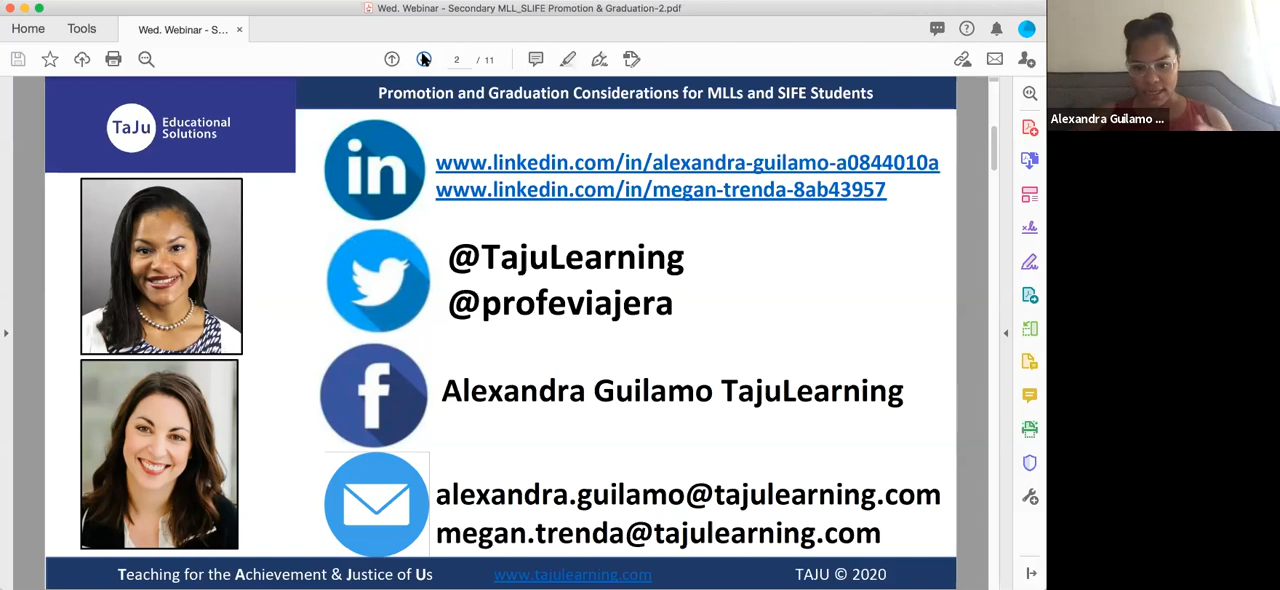 Wed. Webinar - Secondary MLL_SLIFE Promotion & Graduation-2.pdf
Home
Tools
Wed. Webinar - S...
×
2 / 11
TaJu Educational
Solutions
Promotion and Graduation Considerations for MLLs and SIFE Students
in
www.linkedin.com/in/alexandra-guilamo-a0844010a
www.linkedin.com/in/megan-trenda-8ab43957
@TajuLearning
@profeviajera
f
Alexandra Guilamo TajuLearning
alexandra.guilamo@tajulearning.com
megan.trenda@tajulearning.com
Teaching for the Achievement & Justice of Us
www.tajulearning.com
TAJU © 2020
Alexandra Guilamo ...